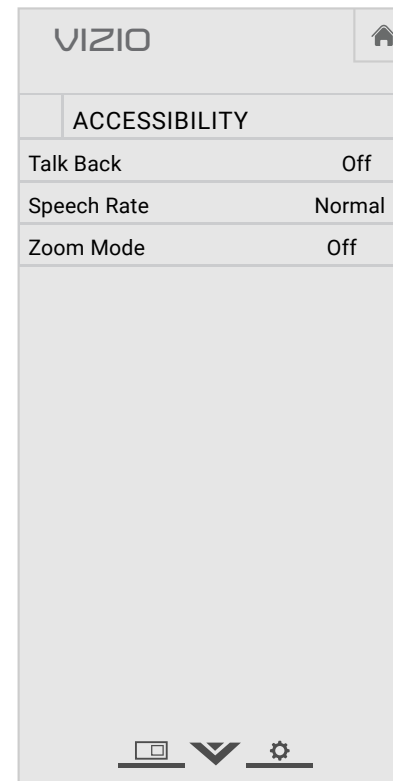 VIZIO
ACCESSIBILITY
Talk Back Off
Speech Rate Normal
Zoom Mode Off